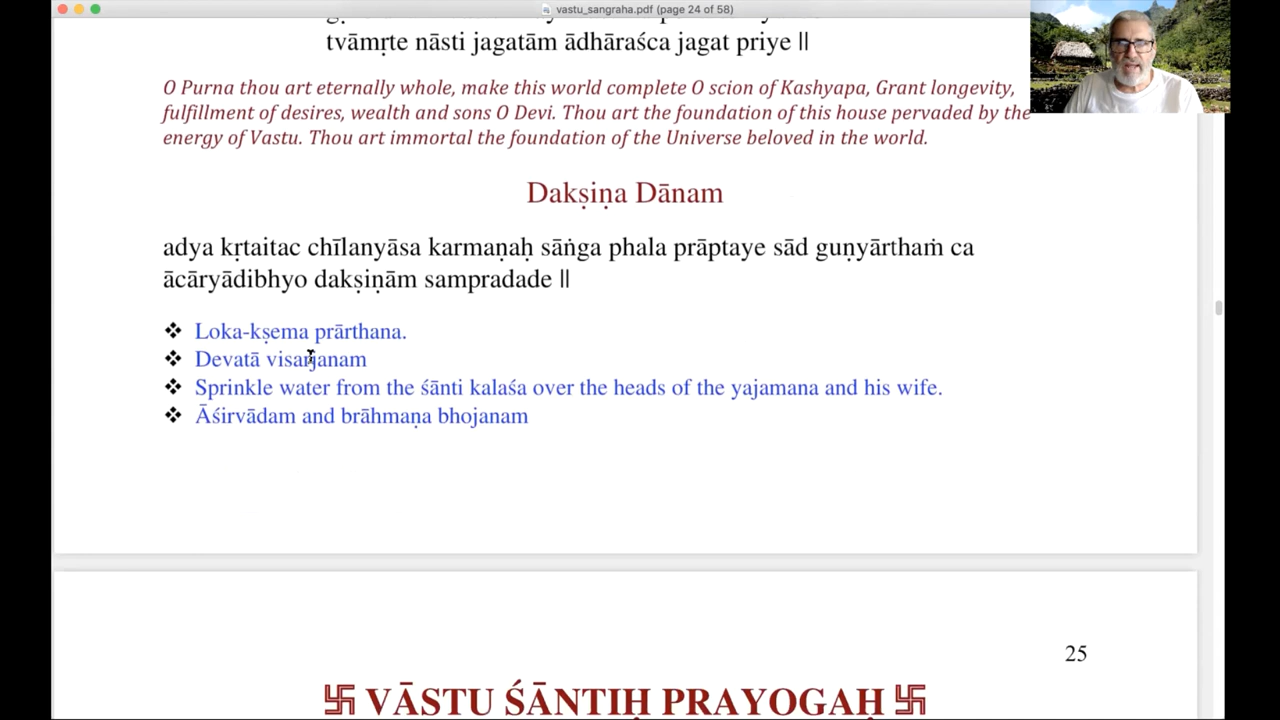 vastu_sangraha.pdf (page 24 of 58)
tvāmṛte nāsti jagatām ādhāraśca jagat priye ||
O Purna thou art eternally whole, make this world complete O scion of Kashyapa, Grant longevity,
fulfillment of desires, wealth and sons O Devi. Thou art the foundation of this house pervaded by the
energy of Vastu. Thou art immortal the foundation of the Universe beloved in the world.
Dakṣiṇa Dānam
adya kṛtaitac chīlanyāsa karmaṇaḥ sāṅga phala prāptaye sād guṇyārthaṁ ca
ācāryādibhyo dakṣiṇām sampradade ||
❖ Loka-kṣema prārthana.
❖ Devatā visarjanam
❖ Sprinkle water from the śānti kalaśa over the heads of the yajamana and his wife.
❖ Āśirvādam and brāhmaṇa bhojanam
25
卐 VĀSTU ŚĀNTIḤ PRAYOGAḤ 卐